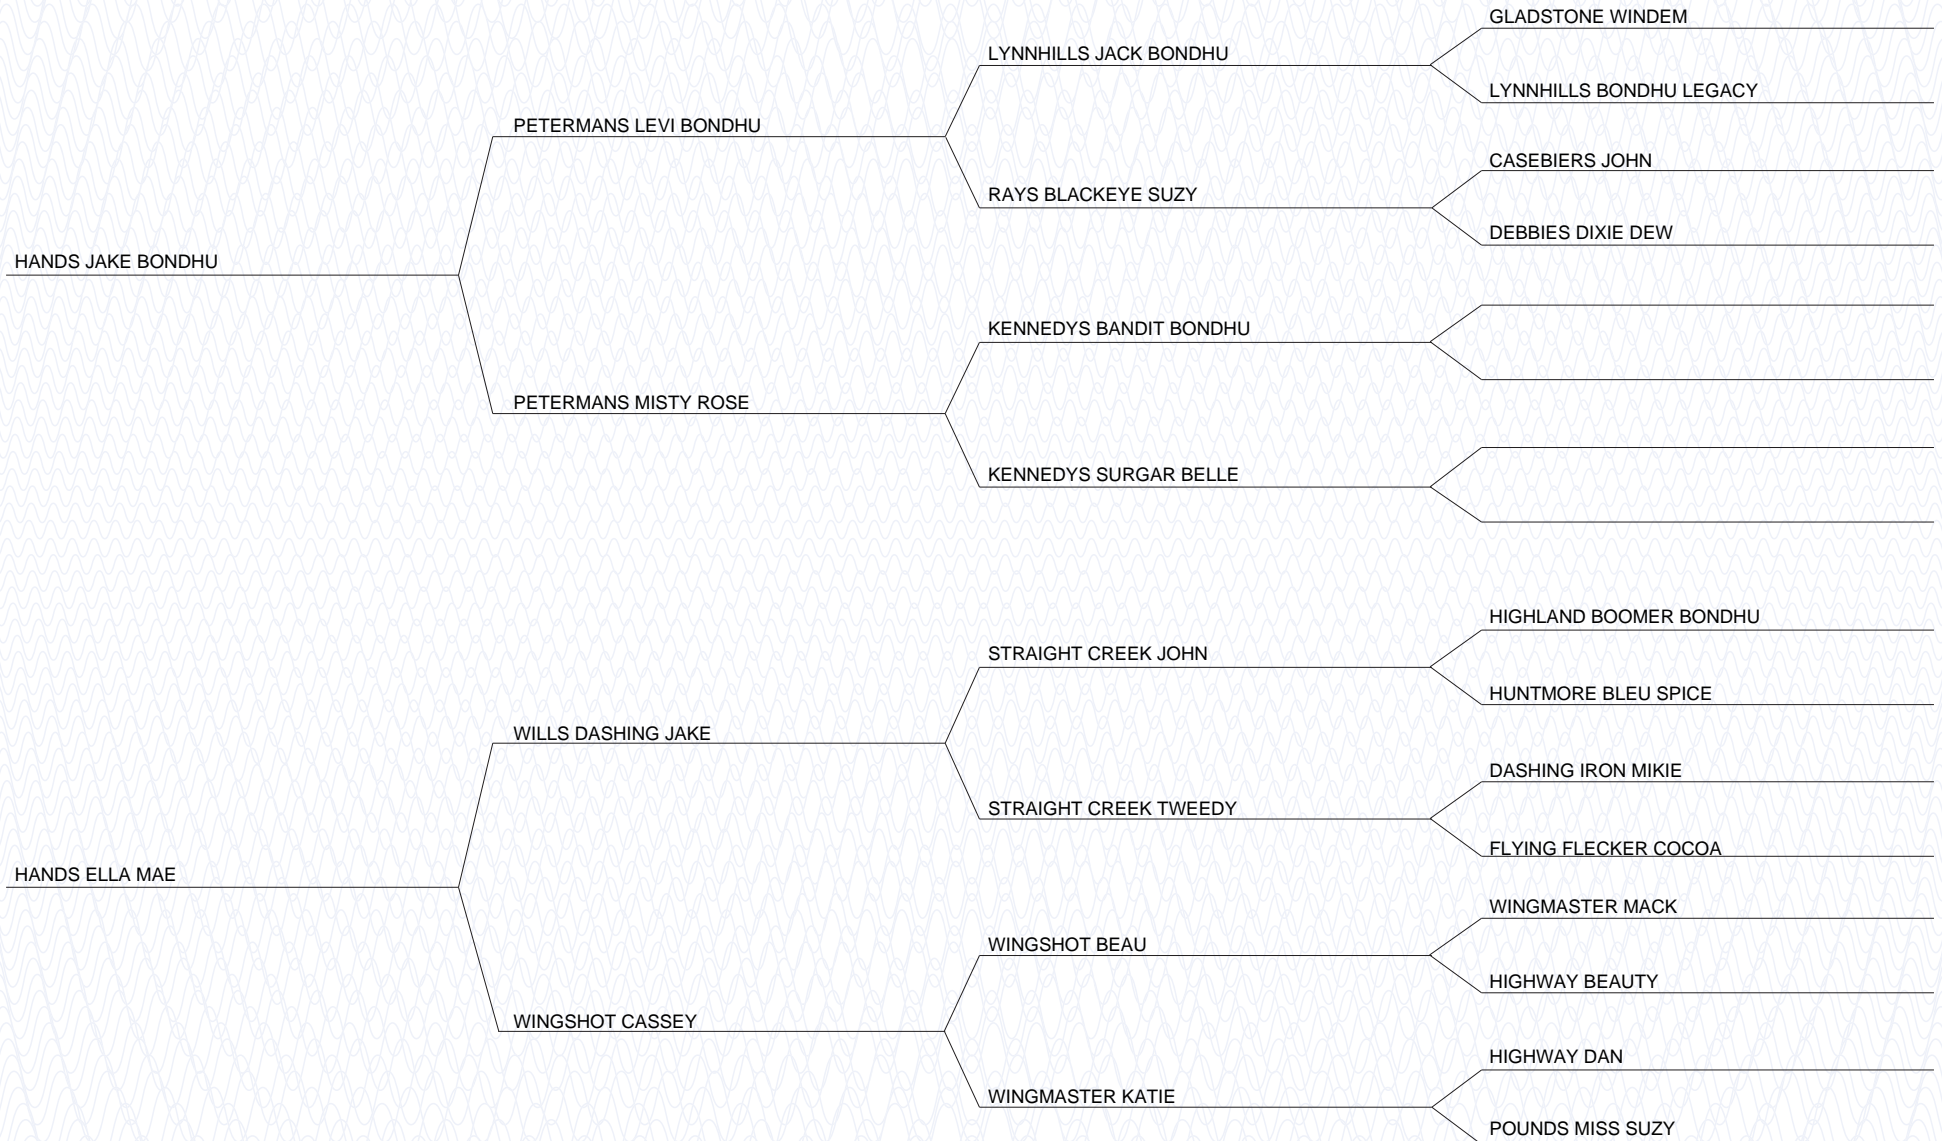 GLADSTONE WINDEM
LYNNHILLS JACK BONDHU
LYNNHILLS BONDHU LEGACY
PETERMANS LEVI BONDHU
CASEBIERS JOHN
RAYS BLACKEYE SUZY
DEBBIES DIXIE DEW
HANDS JAKE BONDHU
KENNEDYS BANDIT BONDHU
PETERMANS MISTY ROSE
KENNEDYS SURGAR BELLE
HIGHLAND BOOMER BONDHU
STRAIGHT CREEK JOHN
HUNTMORE BLEU SPICE
WILLS DASHING JAKE
DASHING IRON MIKIE
STRAIGHT CREEK TWEEDY
FLYING FLECKER COCOA
HANDS ELLA MAE
WINGMASTER MACK
WINGSHOT BEAU
HIGHWAY BEAUTY
WINGSHOT CASSEY
HIGHWAY DAN
WINGMASTER KATIE
POUNDS MISS SUZY